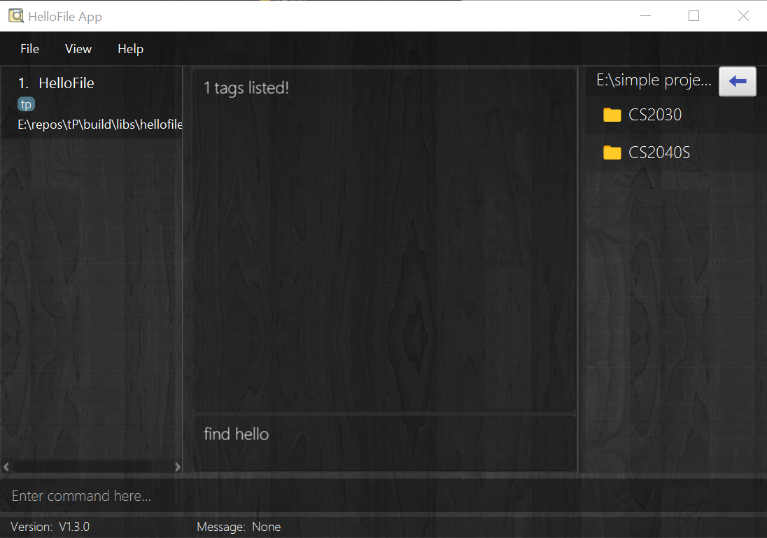 HelloFile App
File View Help
1. HelloFile
tp
E:\repos\tP\build\libs\hellofile
1 tags listed!
find hello
E:\simple proje...
CS2030
CS2040S
Enter command here...
Version: V1.3.0 Message: None